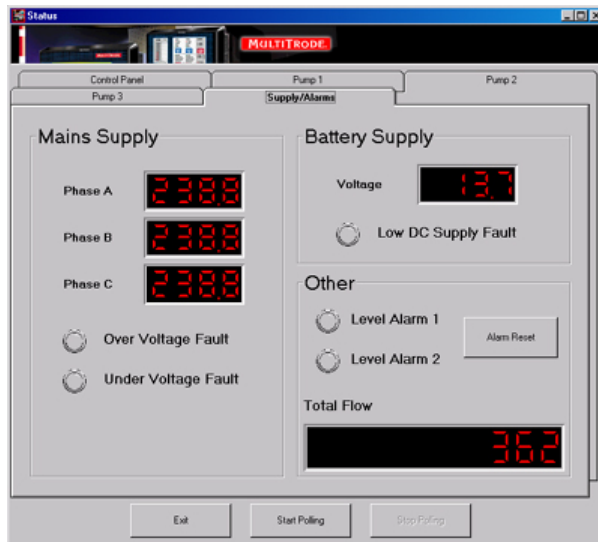 Status
MULTITRODE
Control Panel
Pump 1
Pump 2
Pump 3
Supply/Alarms
Mains Supply
Phase A
238.8
Phase B
238.8
Phase C
238.8
Over Voltage Fault
Under Voltage Fault
Battery Supply
Voltage
13.7
Low DC Supply Fault
Other
Level Alarm 1
Level Alarm 2
Alarm Reset
Total Flow
362
Exit
Start Polling
Stop Polling